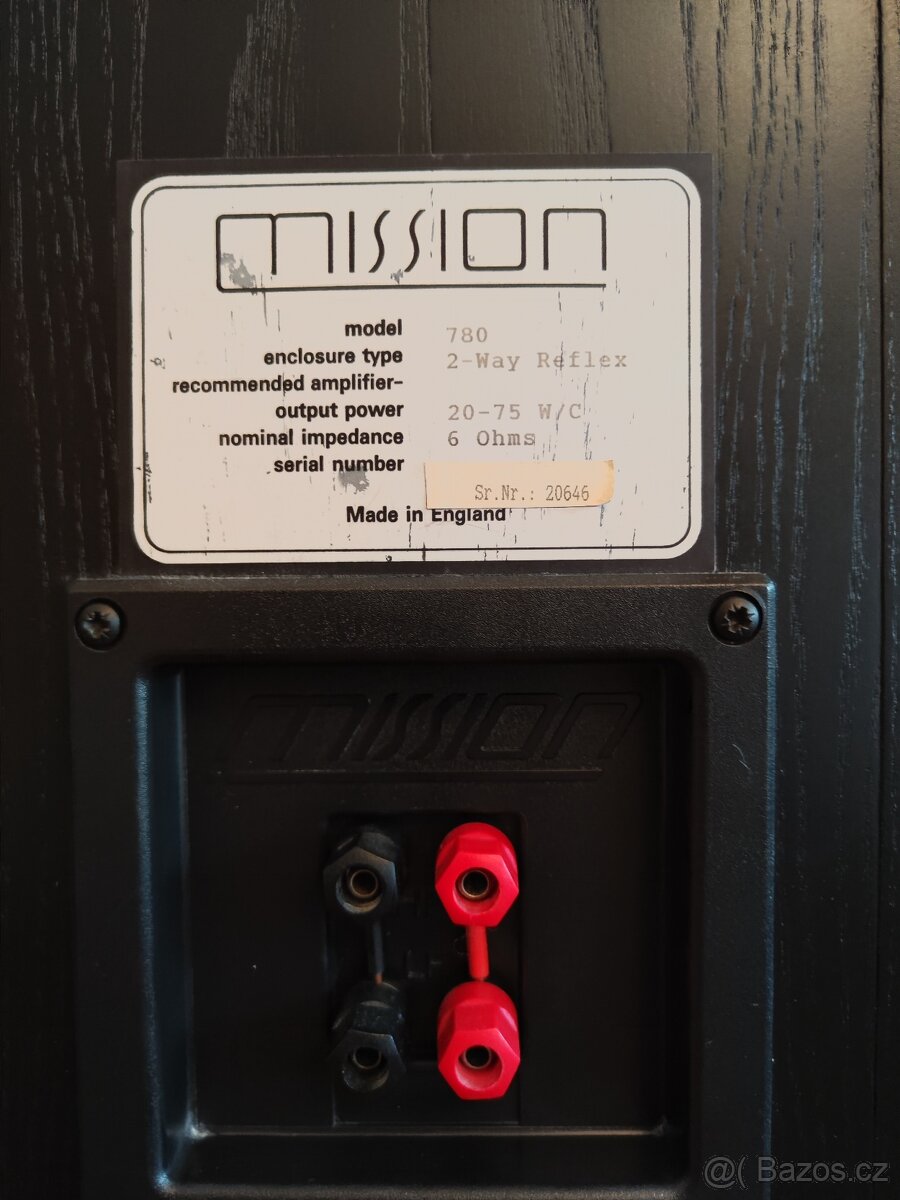 mission
model 780
enclosure type 2-Way Reflex
recommended amplifier-
output power 20-75 W/C
nominal impedance 6 Ohms
serial number Sr.Nr.: 20646
Made in England
mission
@( Bazos.cz